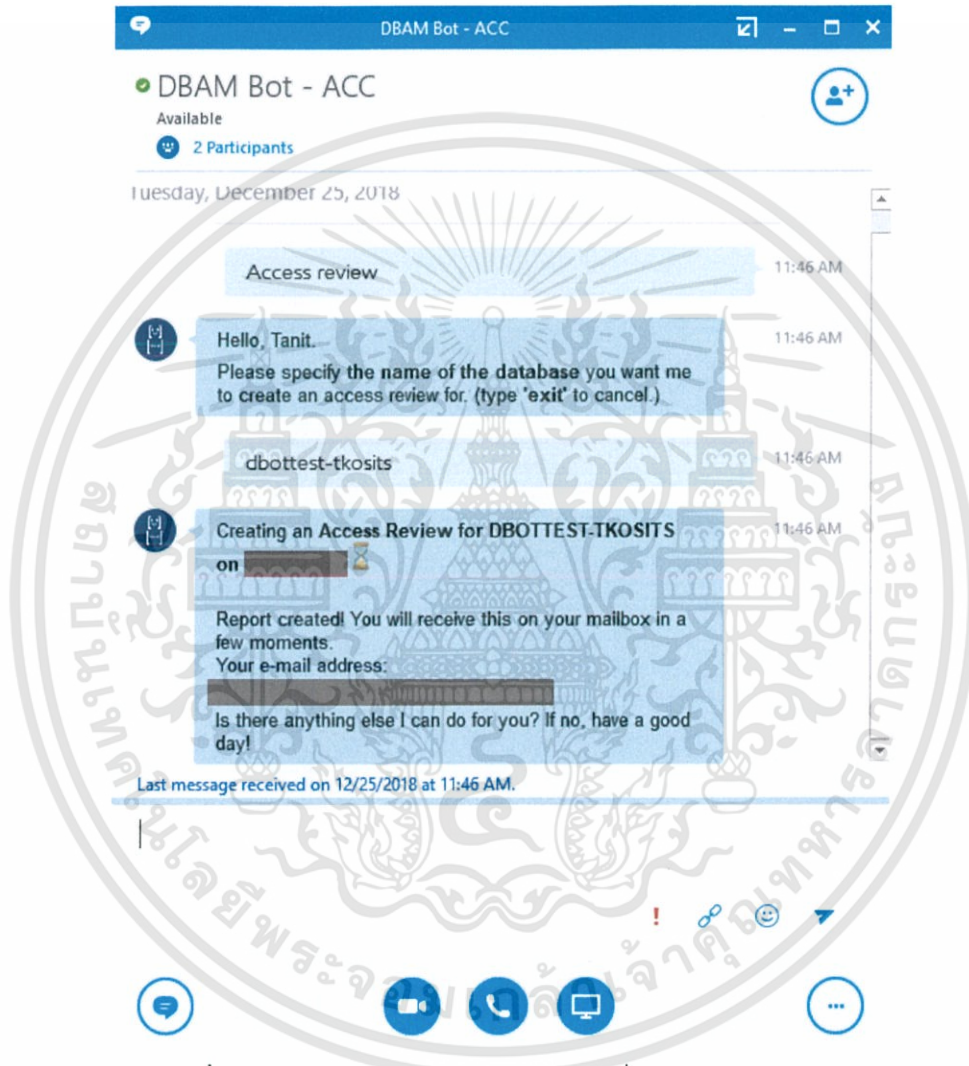 DBAM Bot - ACC
DBAM Bot - ACC
Available
2 Participants
Tuesday, December 25, 2018
Access review
11:46 AM
Hello, Tanit.
11:46 AM
Please specify the name of the database you want me
to create an access review for. (type 'exit' to cancel.)
dbottest-tkosits
11:46 AM
Creating an Access Review for DBOTTEST-TKOSITS
11:46 AM
on
Report created! You will receive this on your mailbox in a
few moments.
Your e-mail address:
Is there anything else I can do for you? If no, have a good
day!
Last message received on 12/25/2018 at 11:46 AM.